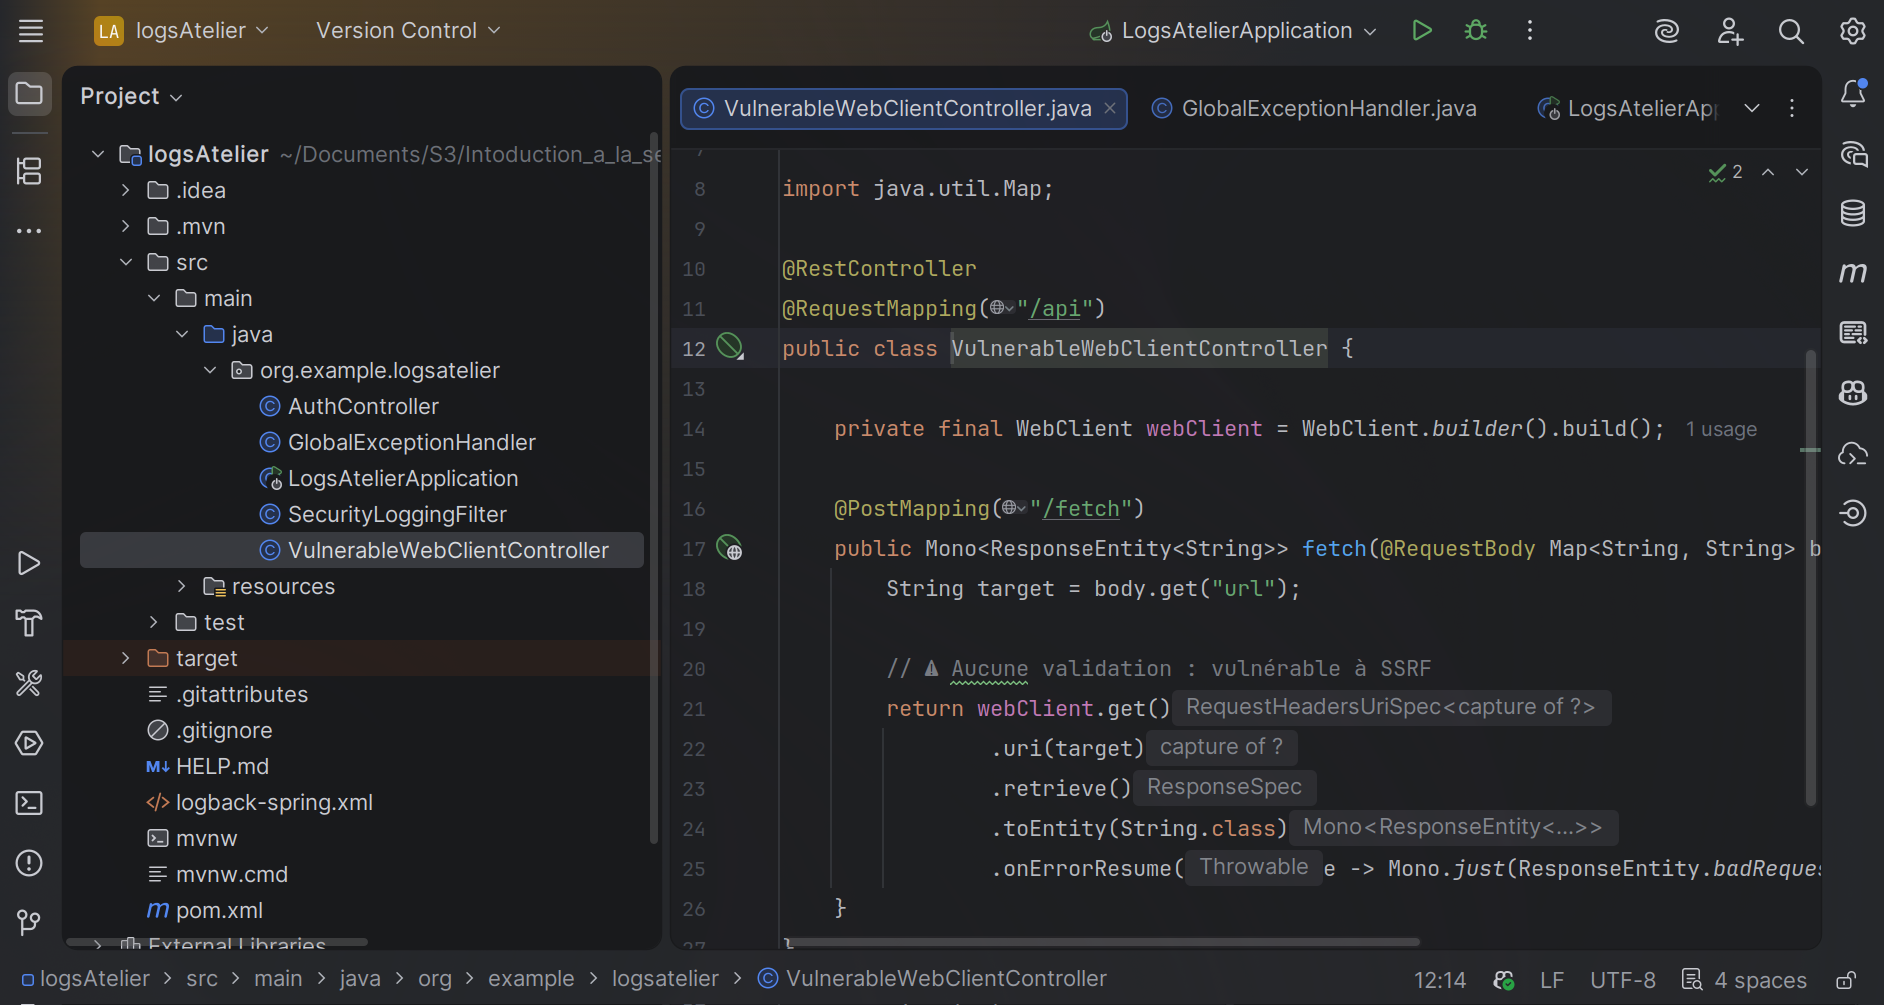 LA logsAtelier Version Control LogsAtelierApplication
Project
logsAtelier ~/Documents/S3/Intoduction_a_la_se
.idea
.mvn
src
main
java
org.example.logsatelier
AuthController
GlobalExceptionHandler
LogsAtelierApplication
SecurityLoggingFilter
VulnerableWebClientController
resources
test
target
.gitattributes
.gitignore
HELP.md
logback-spring.xml
mvnw
mvnw.cmd
pom.xml
External Libraries
VulnerableWebClientController.java GlobalExceptionHandler.java LogsAtelierApp
2
7
8 import java.util.Map;
9
10 @RestController
11 @RequestMapping("/api")
12 public class VulnerableWebClientController {
13
14 private final WebClient webClient = WebClient.builder().build(); 1 usage
15
16 @PostMapping("/fetch")
17 public Mono<ResponseEntity<String>> fetch(@RequestBody Map<String, String> b
18 String target = body.get("url");
19
20 // ⚠ Aucune validation : vulnérable à SSRF
21 return webClient.get() RequestHeadersUriSpec<capture of ?>
22 .uri(target) capture of ?
23 .retrieve() ResponseSpec
24 .toEntity(String.class) Mono<ResponseEntity<...>>
25 .onErrorResume( Throwable e -> Mono.just(ResponseEntity.badReques
26 }
27 }
logsAtelier > src > main > java > org > example > logsatelier > VulnerableWebClientController 12:14 LF UTF-8 4 spaces